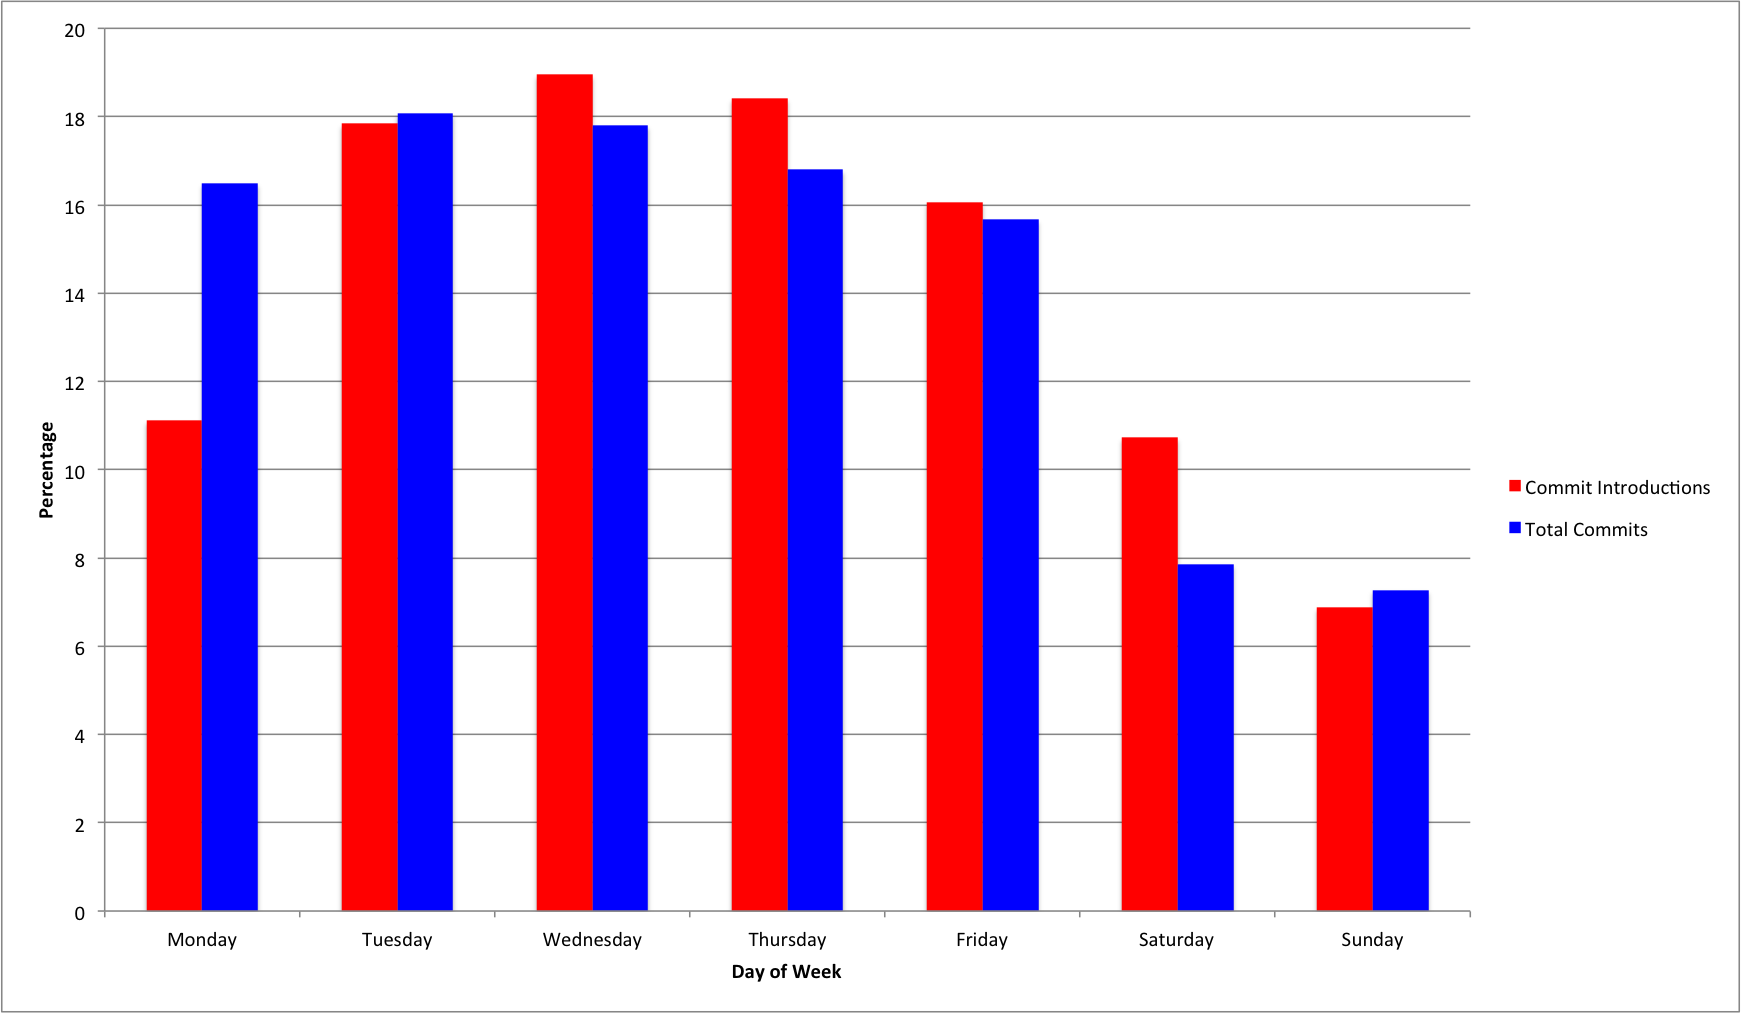 20
18
16
14
12
10
8
6
4
2
0
Percentage
Monday Tuesday Wednesday Thursday Friday Saturday Sunday
Day of Week
Commit Introductions
Total Commits